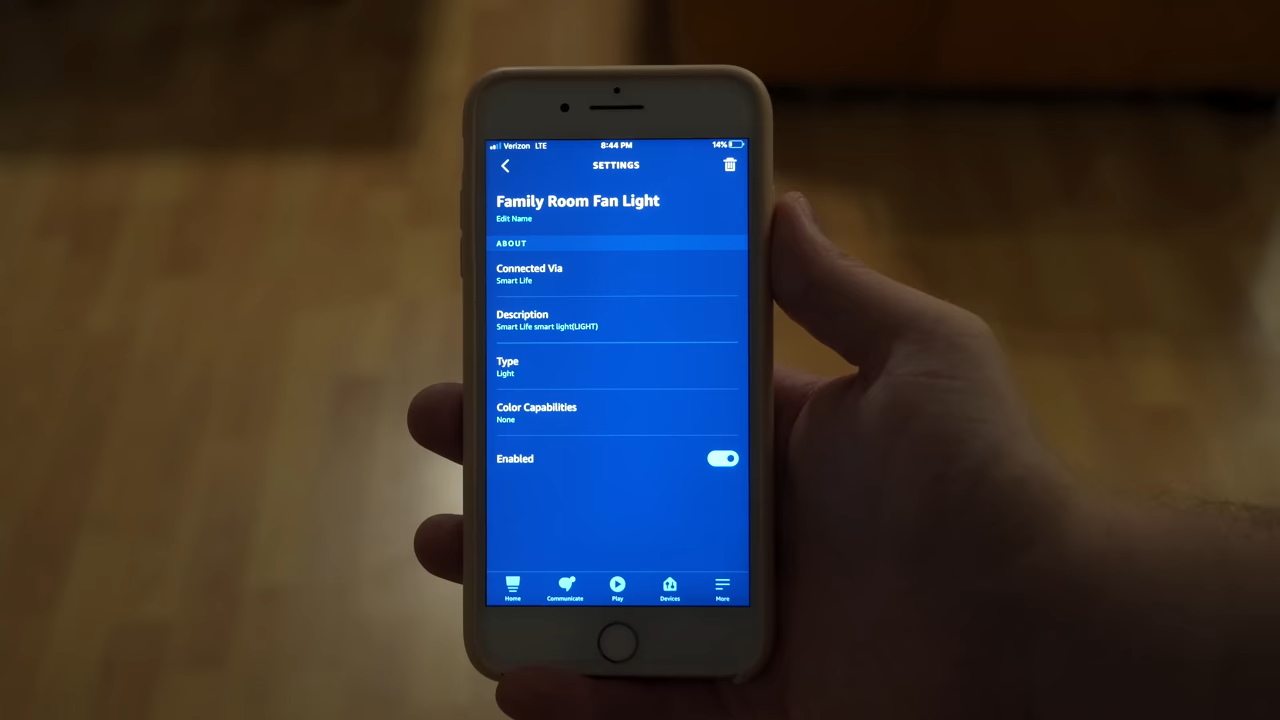 Verizon LTE 8:44 PM 14%
SETTINGS
Family Room Fan Light
Edit Name
ABOUT
Connected Via
Smart Life
Description
Smart Life smart light(LIGHT)
Type
Light
Color Capabilities
None
Enabled
Home Communicate Play Devices More